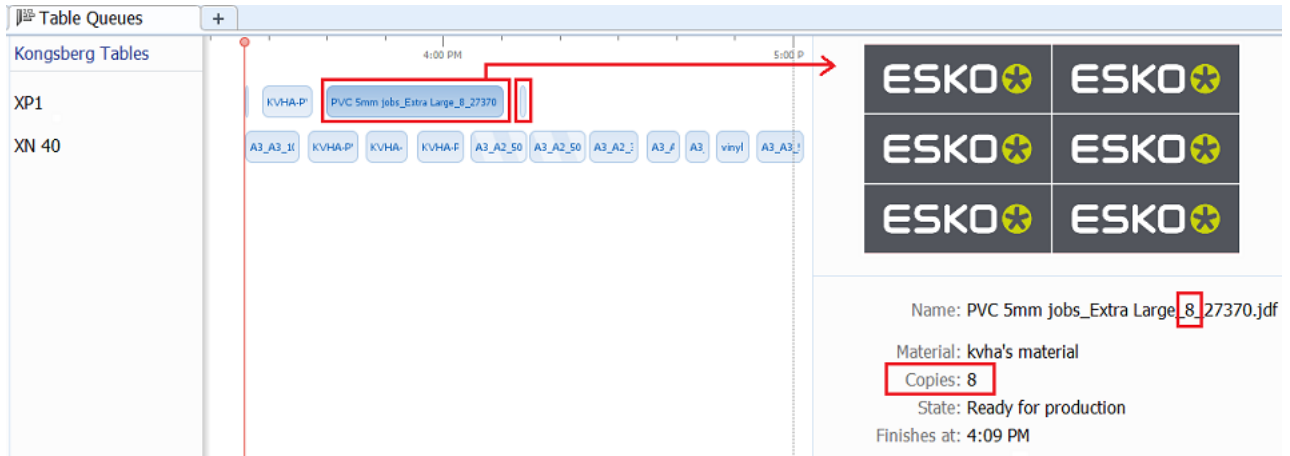 Table Queues
+
Kongsberg Tables
4:00 PM
5:00 P
XP1
KVHA-P'
PVC 5mm jobs_Extra Large_8_27370
XN 40
A3_A3_1(
KVHA-P'
KVHA-
KVHA-F
A3_A2_50
A3_A2_50
A3_A2_
A3_
A3_
vinyl
A3_A3_
ESKO ESKO
ESKO ESKO
ESKO ESKO
Name: PVC 5mm jobs_Extra Large_8_27370.jdf
Material: kvha's material
Copies: 8
State: Ready for production
Finishes at: 4:09 PM